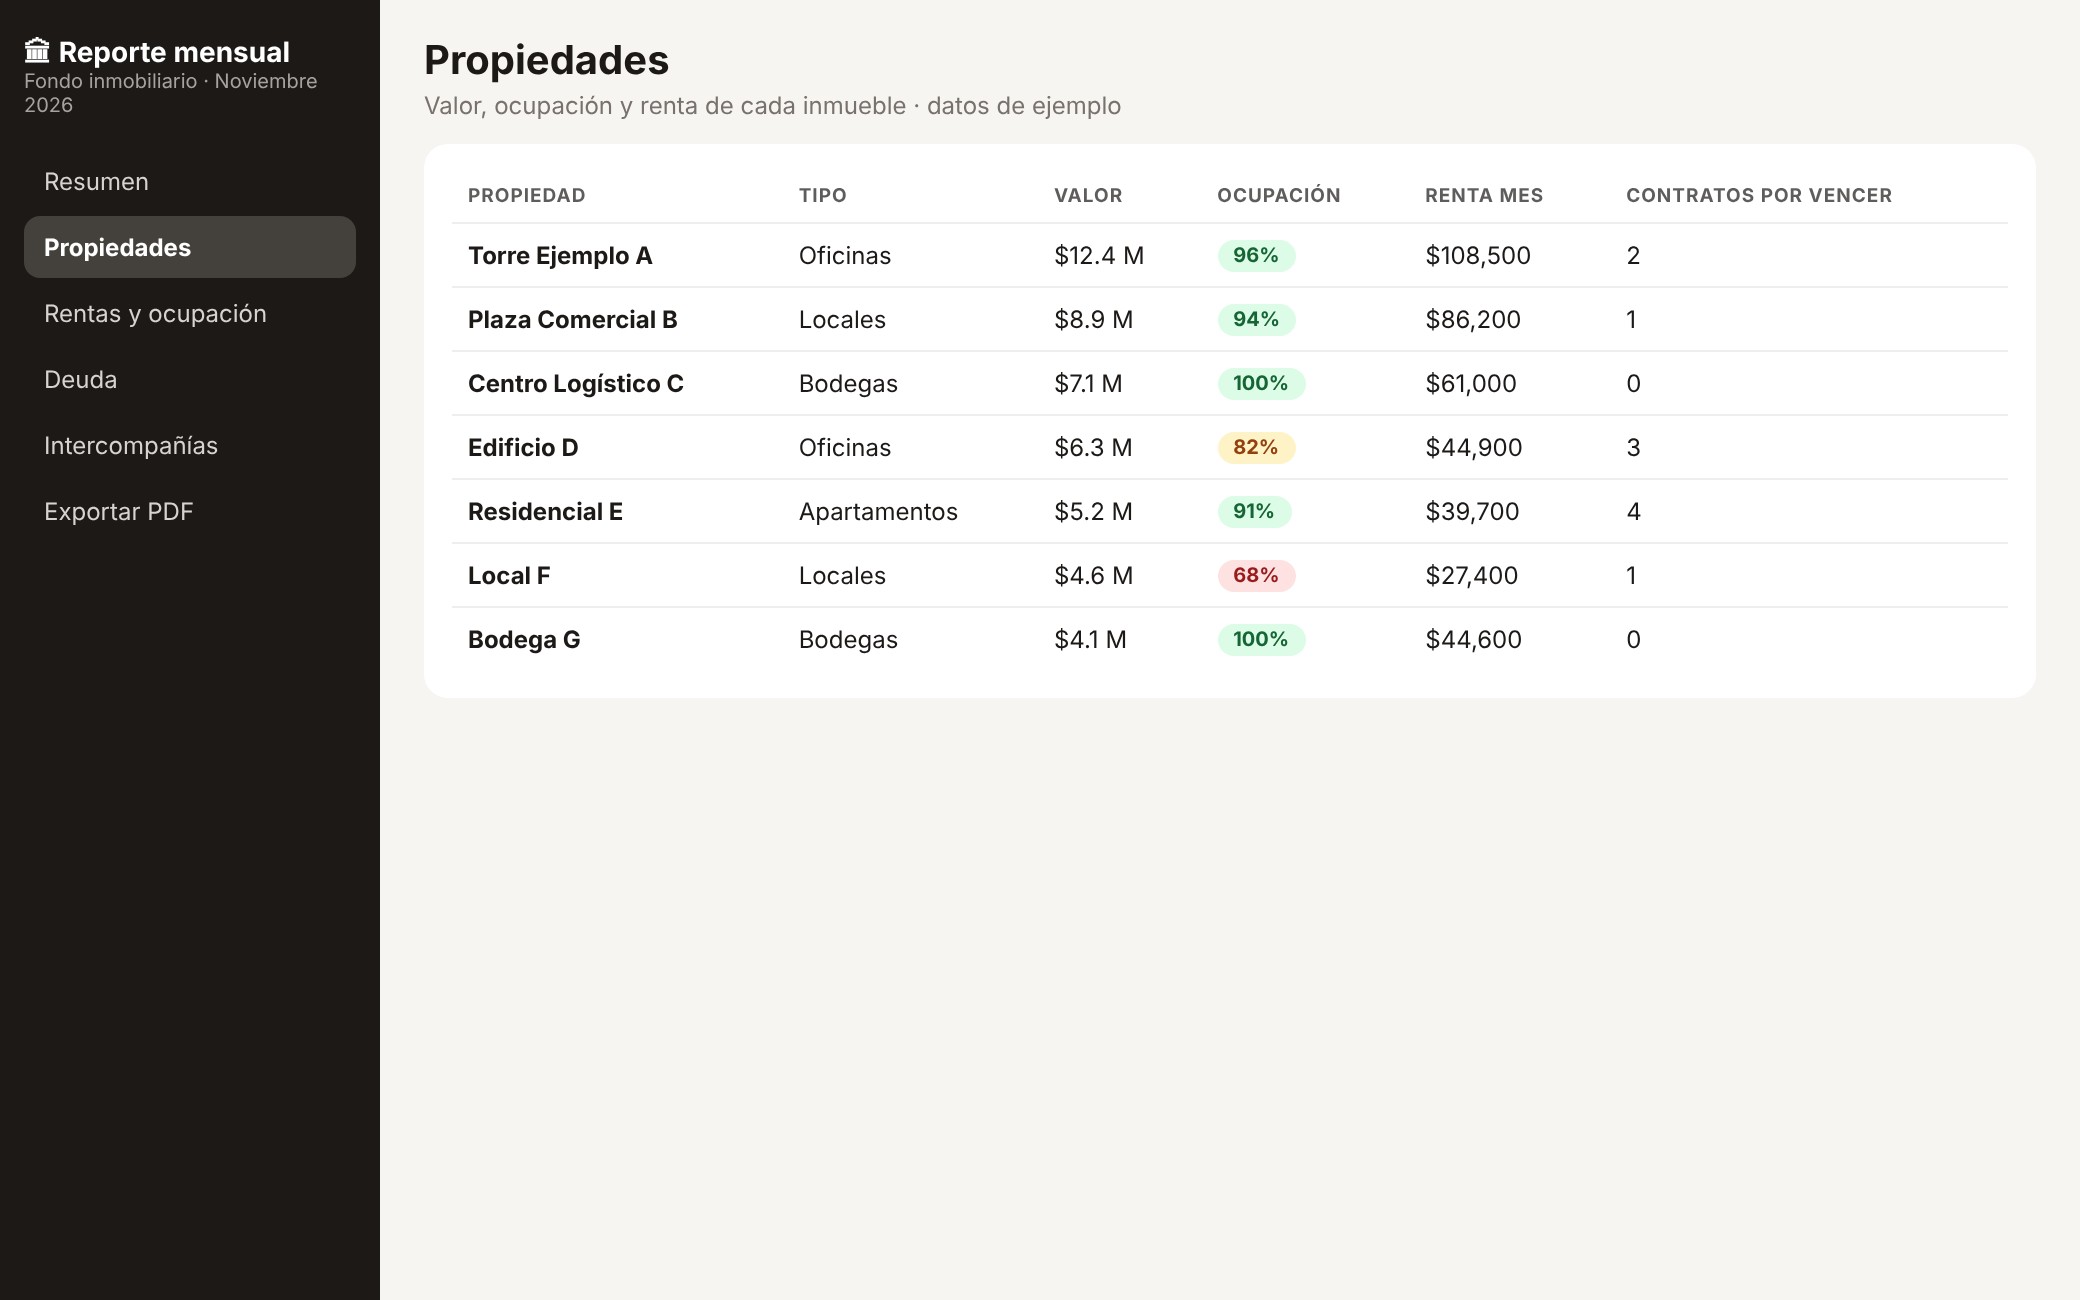 🏛 Reporte mensual
Fondo inmobiliario · Noviembre
2026
Resumen
Propiedades
Rentas y ocupación
Deuda
Intercompañías
Exportar PDF
Propiedades
Valor, ocupación y renta de cada inmueble · datos de ejemplo
PROPIEDAD TIPO VALOR OCUPACIÓN RENTA MES CONTRATOS POR VENCER
Torre Ejemplo A Oficinas $12.4 M 96% $108,500 2
Plaza Comercial B Locales $8.9 M 94% $86,200 1
Centro Logístico C Bodegas $7.1 M 100% $61,000 0
Edificio D Oficinas $6.3 M 82% $44,900 3
Residencial E Apartamentos $5.2 M 91% $39,700 4
Local F Locales $4.6 M 68% $27,400 1
Bodega G Bodegas $4.1 M 100% $44,600 0